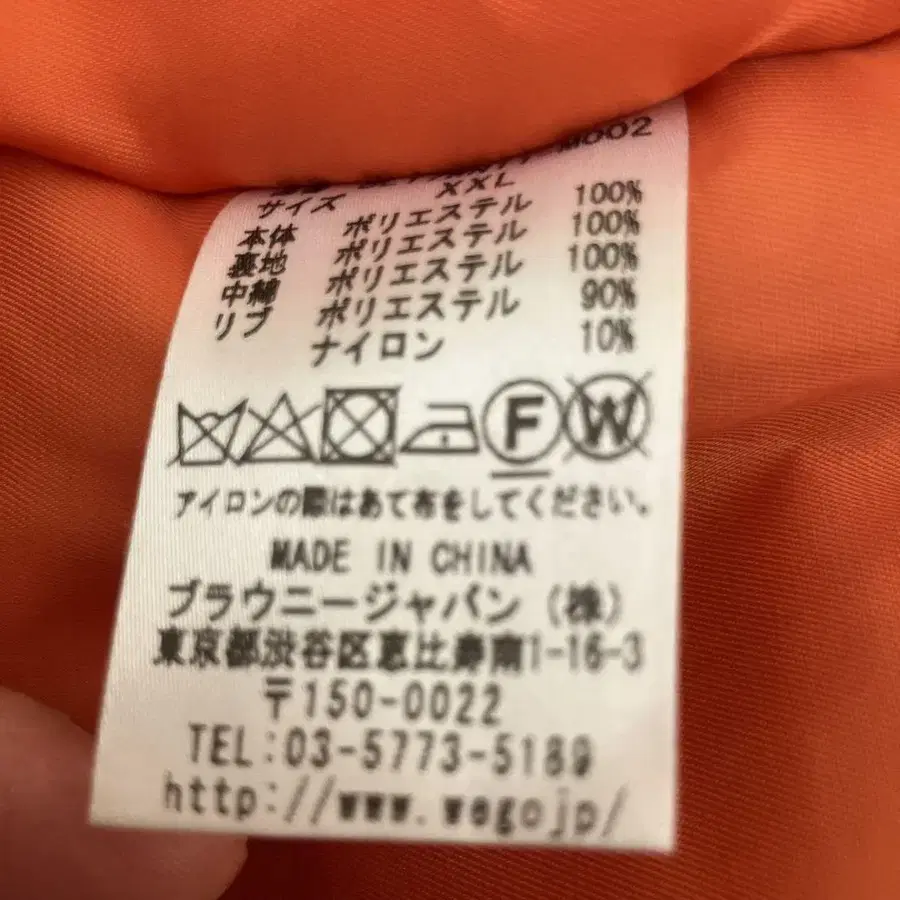 M002
サイズ XXL
本体 ポリエステル 100%
裏地 ポリエステル 100%
中綿 ポリエステル 100%
リブ ポリエステル 90%
ナイロン 10%
F W
アイロンの際はあて布をしてください。
MADE IN CHINA
ブラウニージャパン(株)
東京都渋谷区恵比寿南1-16-3
〒150-0022
TEL:03-5773-5189
http://www.wegojp/